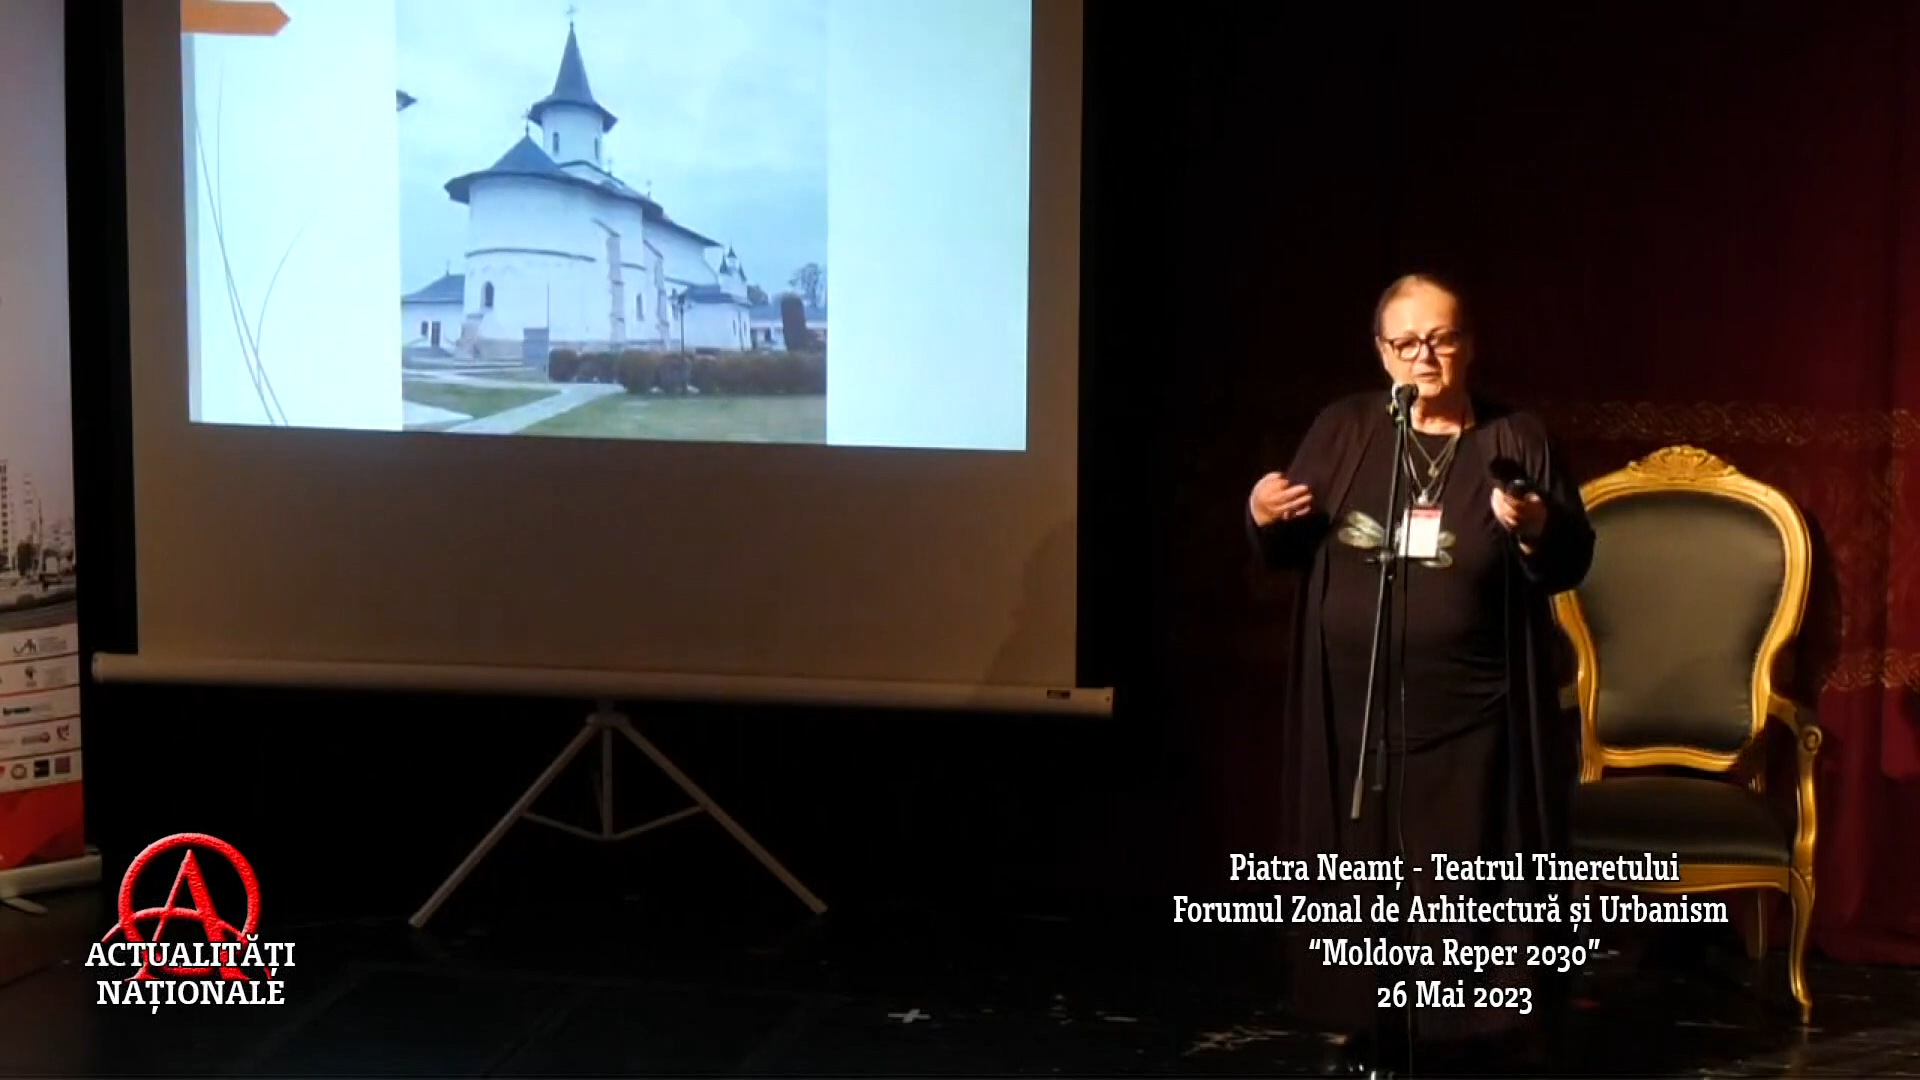 ACTUALITĂȚI
NAȚIONALE
Piatra Neamț - Teatrul Tineretului
Forumul Zonal de Arhitectură și Urbanism
“Moldova Reper 2030”
26 Mai 2023